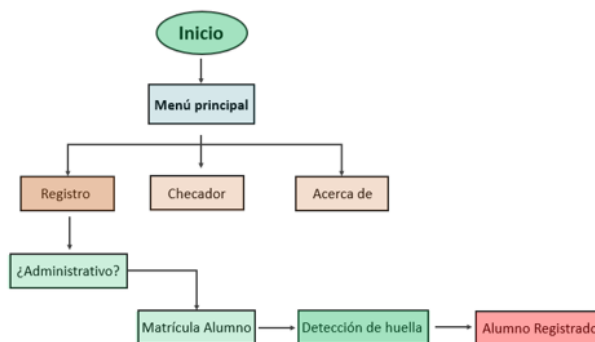 Inicio
Menú principal
Registro
Checador
Acerca de
¿Administrativo?
Matrícula Alumno
Detección de huella
Alumno Registrado